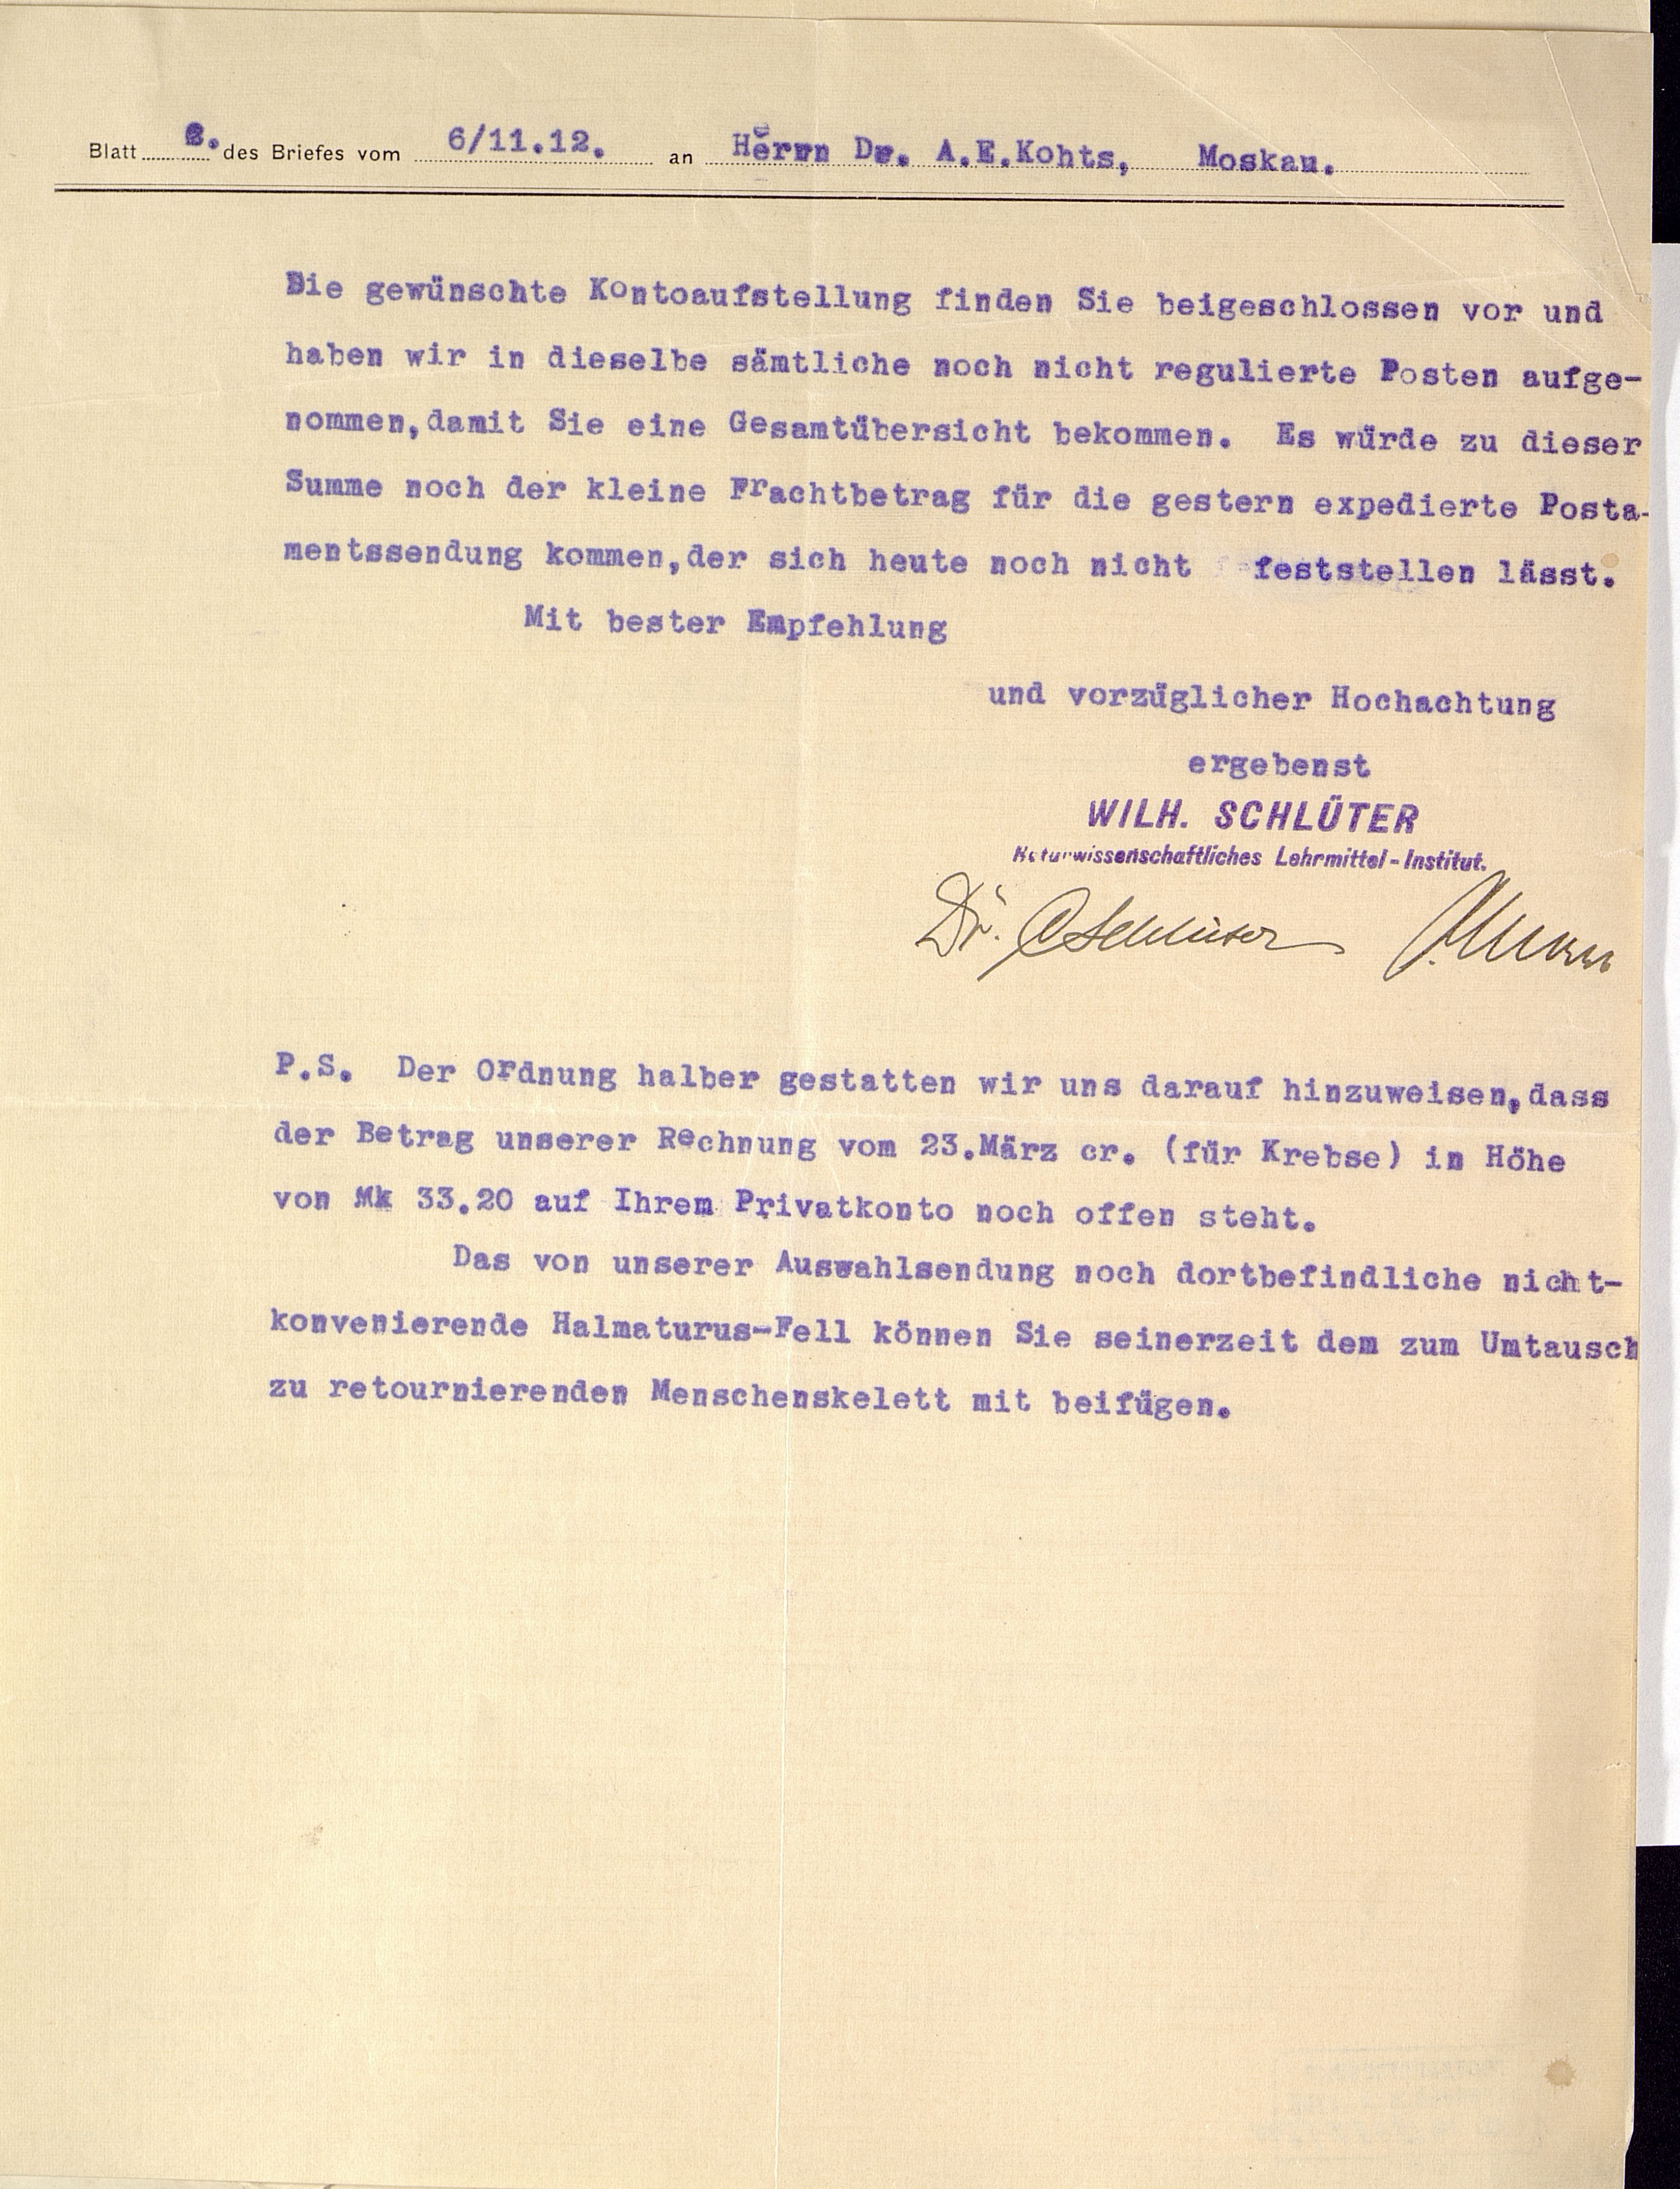 Blatt 2. des Briefes vom 6/11.12. an Herrn Dr. A.E.Kohts, Moskau.
Die gewünschte Kontoaufstellung finden Sie beigeschlossen vor und
haben wir in dieselbe sämtliche noch nicht regulierte Posten aufge-
nommen,damit Sie eine Gesamtübersicht bekommen. Es würde zu dieser
Summe noch der kleine Frachtbetrag für die gestern expedierte Posta-
mentssendung kommen,der sich heute noch nicht feststellen lässt.
Mit bester Empfehlung
und vorzüglicher Hochachtung
ergebenst
WILH. SCHLÜTER
Naturwissenschaftliches Lehrmittel-Institut.
Dr. C Schlüter
P.S. Der Ordnung halber gestatten wir uns darauf hinzuweisen,dass
der Betrag unserer Rechnung vom 23.März cr. (für Krebse) in Höhe
von Mk 33.20 auf Ihrem Privatkonto noch offen steht.
Das von unserer Auswahlsendung noch dortbefindliche nicht-
konvenierende Halmaturus-Fell können Sie seinerzeit dem zum Umtausch
zu retournierenden Menschenskelett mit beifügen.